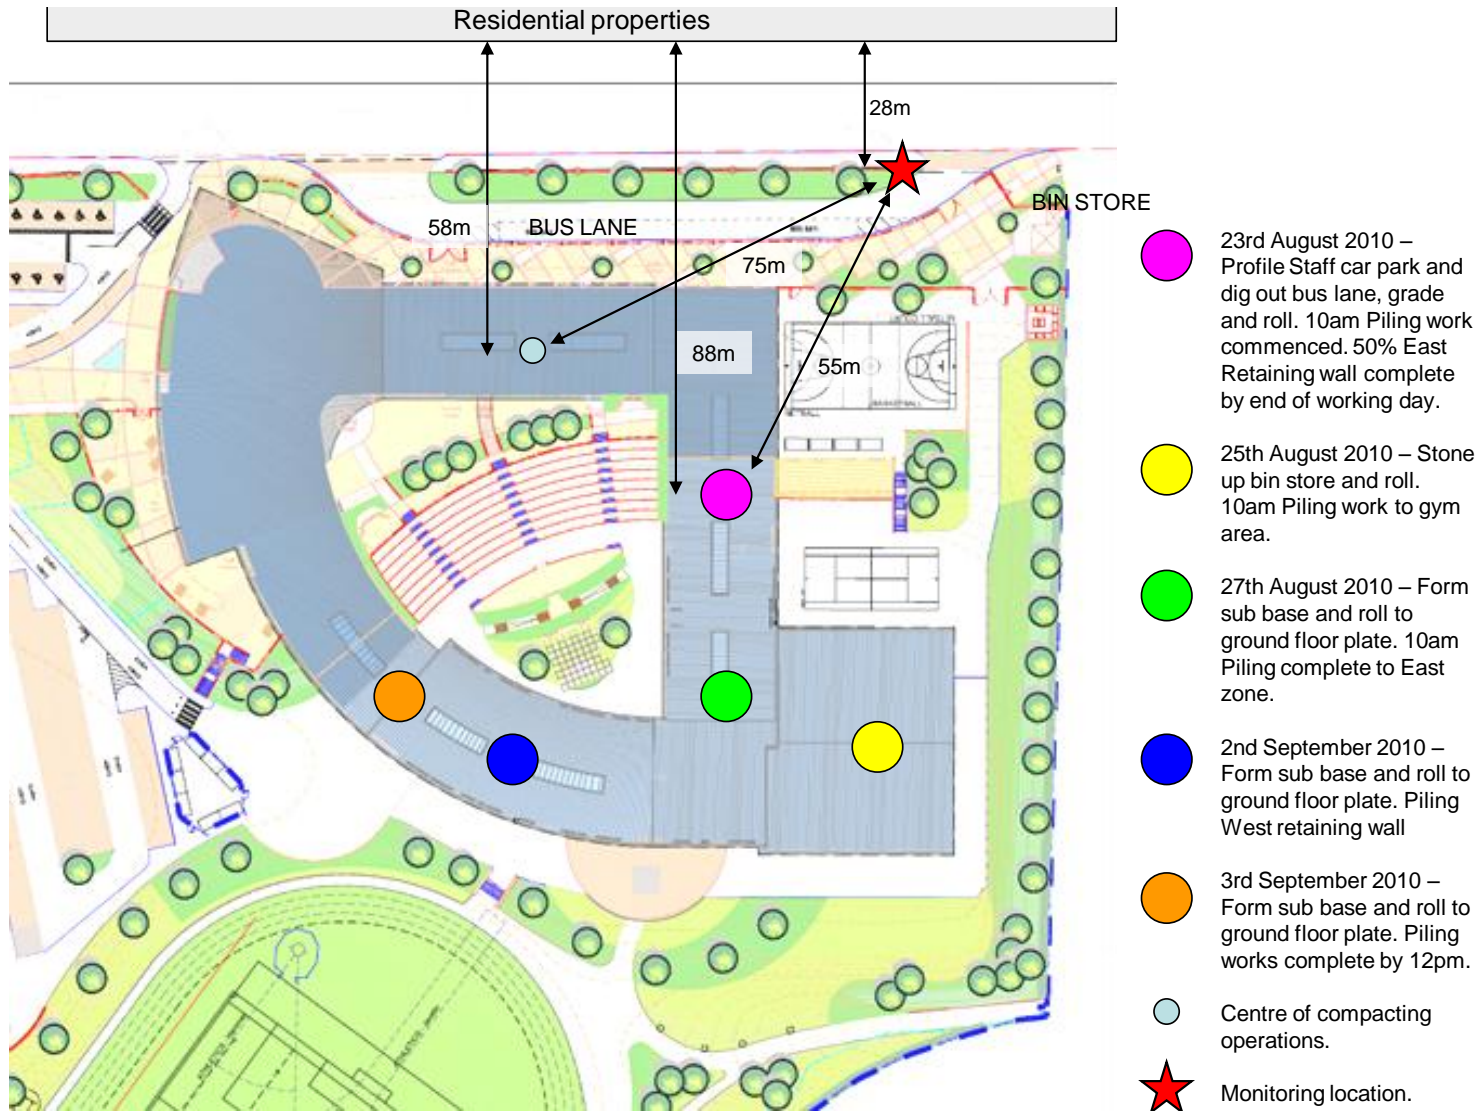 Residential properties
28m
BIN STORE
58m
BUS LANE
75m
88m
55m
23rd August 2010 –
Profile Staff car park and
dig out bus lane, grade
and roll. 10am Piling work
commenced. 50% East
Retaining wall complete
by end of working day.
25th August 2010 – Stone
up bin store and roll.
10am Piling work to gym
area.
27th August 2010 – Form
sub base and roll to
ground floor plate. 10am
Piling complete to East
zone.
2nd September 2010 –
Form sub base and roll to
ground floor plate. Piling
West retaining wall
3rd September 2010 –
Form sub base and roll to
ground floor plate. Piling
works complete by 12pm.
Centre of compacting
operations.
Monitoring location.